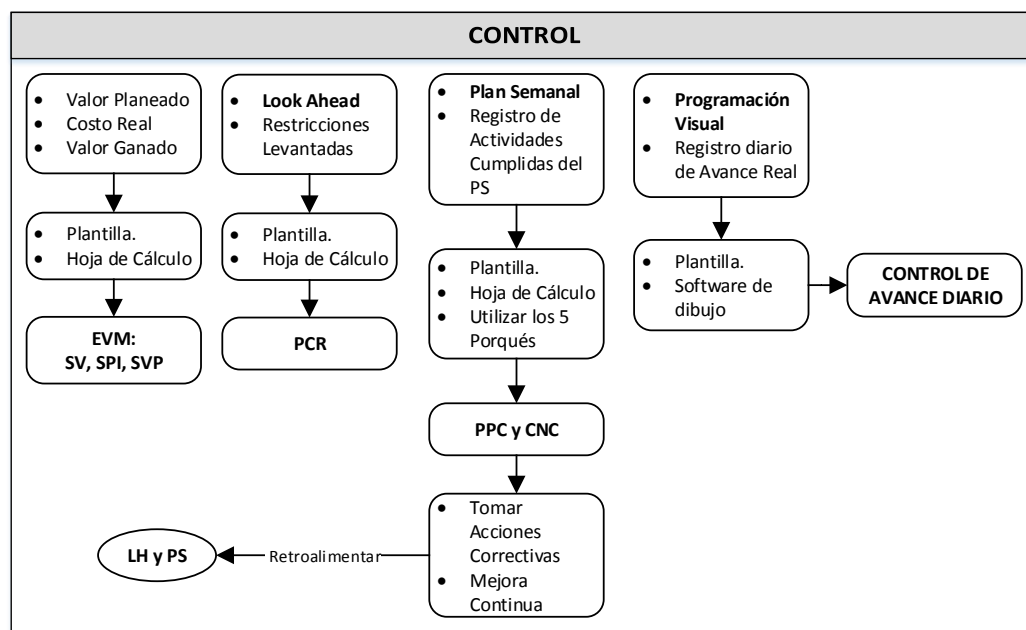 CONTROL
• Valor Planeado
• Costo Real
• Valor Ganado
• Plantilla.
• Hoja de Cálculo
EVM:
SV, SPI, SVP
• Look Ahead
• Restricciones
Levantadas
• Plantilla.
• Hoja de Cálculo
PCR
• Plan Semanal
• Registro de
Actividades
Cumplidas del
PS
• Plantilla.
• Hoja de Cálculo
• Utilizar los 5
Porqués
PPC y CNC
• Tomar
Acciones
Correctivas
• Mejora
Continua
Retroalimentar
LH y PS
• Programación
Visual
• Registro diario
de Avance Real
• Plantilla.
• Software de
dibujo
CONTROL DE
AVANCE DIARIO